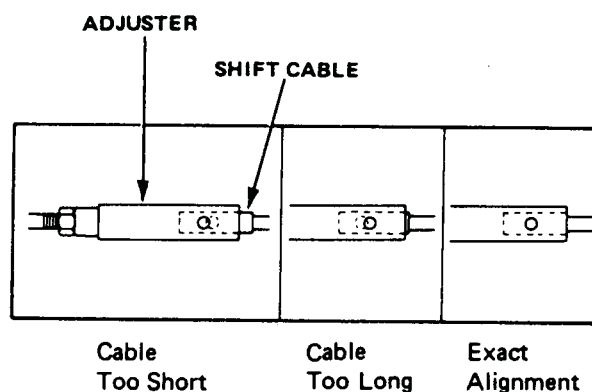 ADJUSTER
SHIFT CABLE
Cable
Too Short
Cable
Too Long
Exact
Alignment